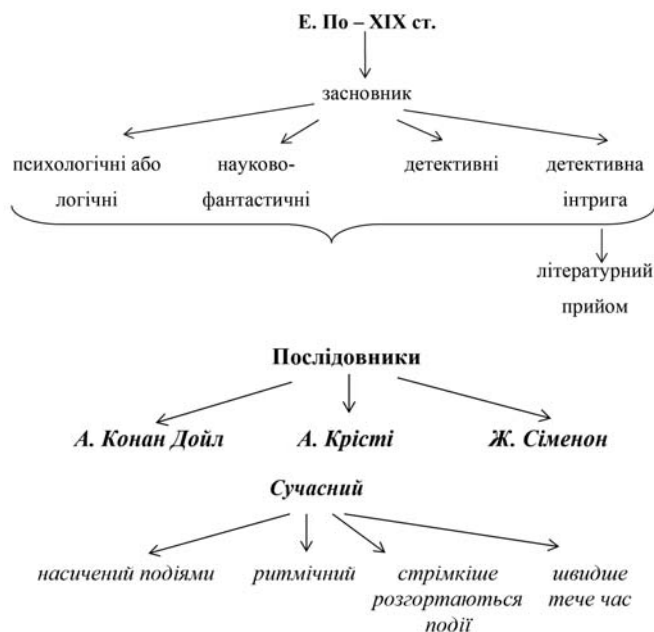 Е. По – XIX ст.
засновник
психологічні або науково- детективні детективна
логічні фантастичні інтрига
літературний
прийом
Послідовники
А. Конан Дойл А. Крісті Ж. Сіменон
Сучасний
насичений подіями ритмічний стрімкіше швидше
розгортаються тече час
події